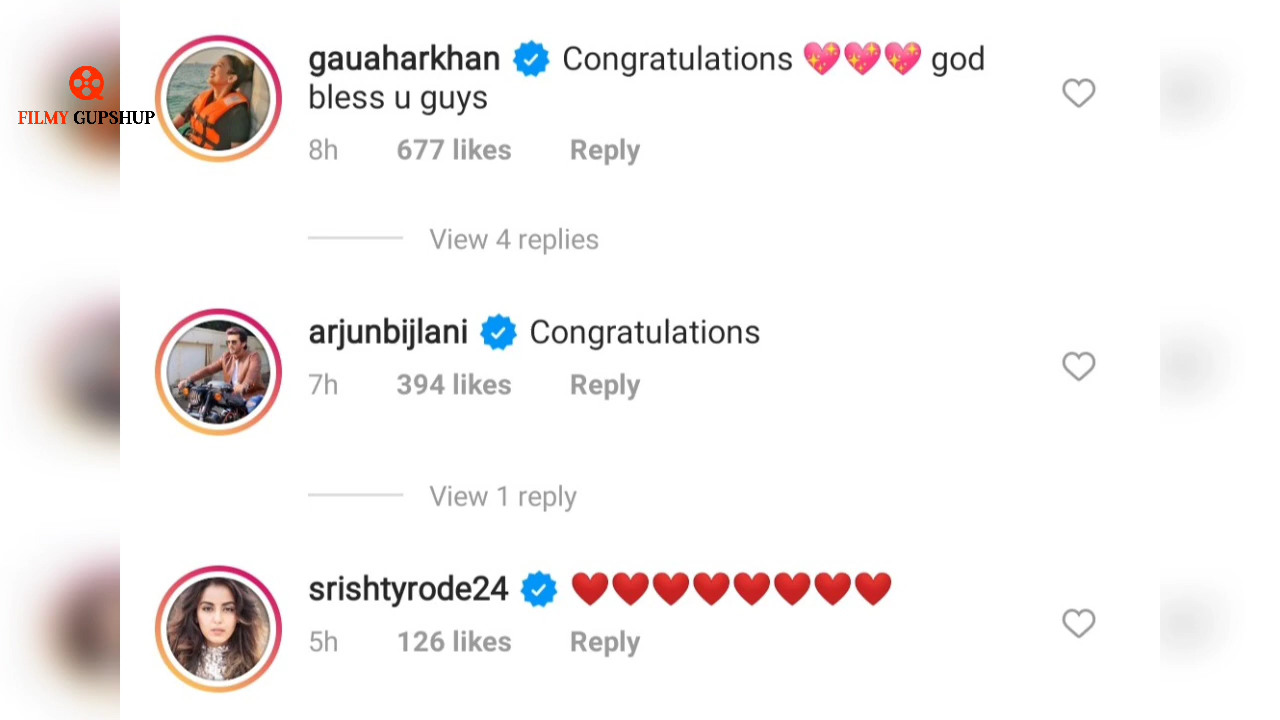 gauaharkhan Congratulations 💖💖💖 god
bless u guys
8h 677 likes Reply
FILMY GUPSHUP
View 4 replies
arjunbijlani Congratulations
7h 394 likes Reply
View 1 reply
srishtyrode24 ❤️❤️❤️❤️❤️❤️❤️❤️
5h 126 likes Reply